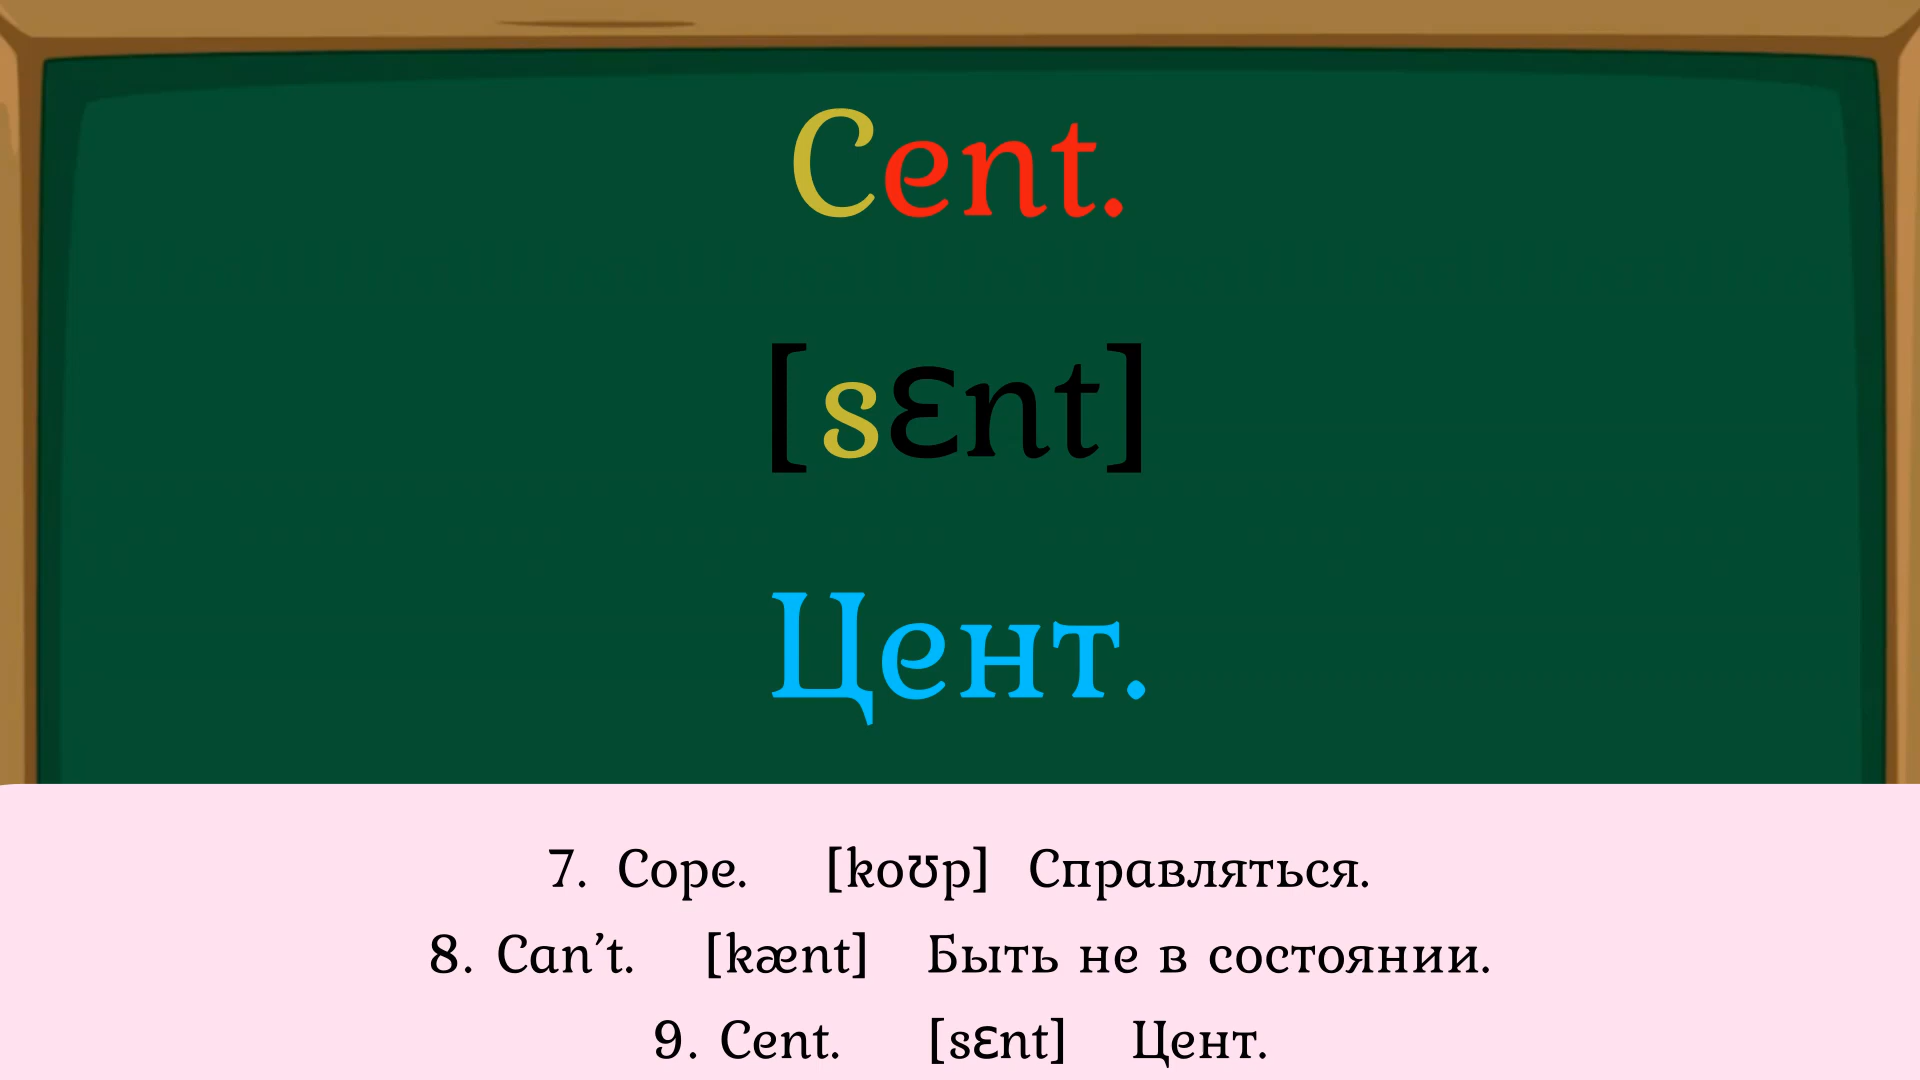 Cent.
[sɛnt]
Цент.
7. Cope. [koʊp] Справляться.
8. Can’t. [kænt] Быть не в состоянии.
9. Cent. [sɛnt] Цент.